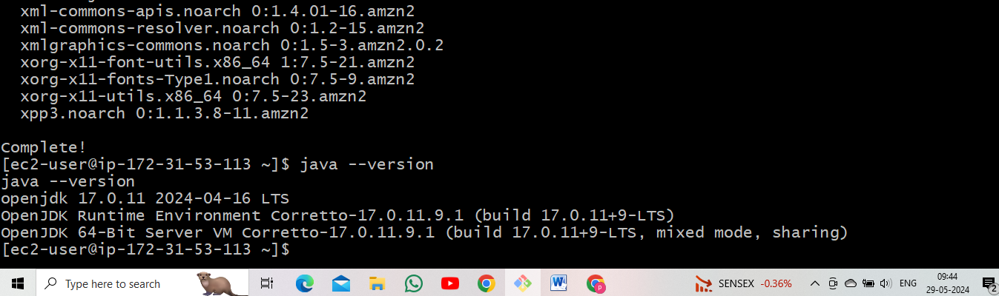 xml-commons-apis.noarch 0:1.4.01-16.amzn2
xml-commons-resolver.noarch 0:1.2-15.amzn2
xmlgraphics-commons.noarch 0:1.5-3.amzn2.0.2
xorg-x11-font-utils.x86_64 1:7.5-21.amzn2
xorg-x11-fonts-Type1.noarch 0:7.5-9.amzn2
xorg-x11-utils.x86_64 0:7.5-23.amzn2
xpp3.noarch 0:1.1.3.8-11.amzn2
Complete!
[ec2-user@ip-172-31-53-113 ~]$ java --version
java --version
openjdk 17.0.11 2024-04-16 LTS
OpenJDK Runtime Environment Corretto-17.0.11.9.1 (build 17.0.11+9-LTS)
OpenJDK 64-Bit Server VM Corretto-17.0.11.9.1 (build 17.0.11+9-LTS, mixed mode, sharing)
[ec2-user@ip-172-31-53-113 ~]$
Type here to search
W
P
SENSEX -0.36%
ENG
09:44
29-05-2024
2